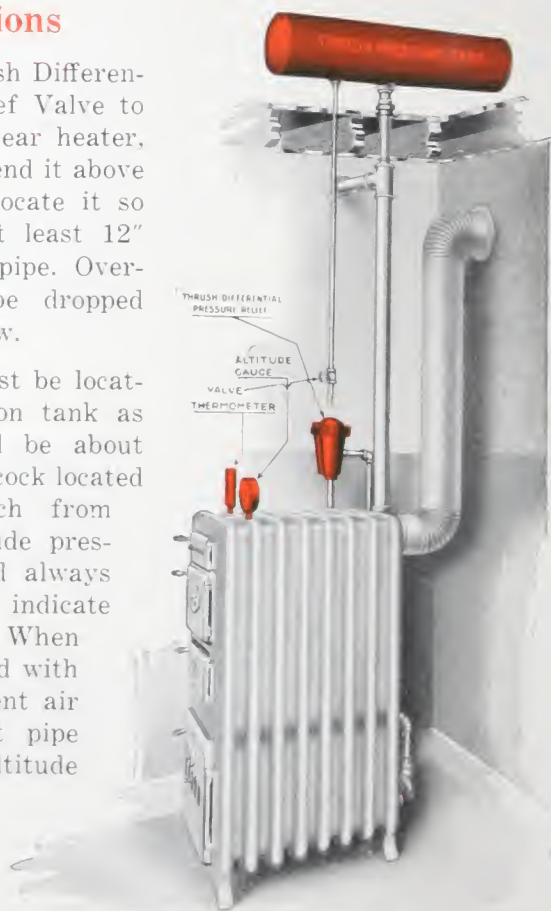 ions
sh Differen-
ef Valve to
ear heater,
end it above
ocate it so
t least 12"
pipe. Over-
be dropped
w.
st be locat-
on tank as
d be about
cock located
ch from
ude pres-
d always
indicate
When
d with
ent air
t pipe
ltitude
THRUSH DIFFERENTIAL
PRESSURE RELIEF
ALTITUDE
GAUGE
VALVE
THERMOMETER